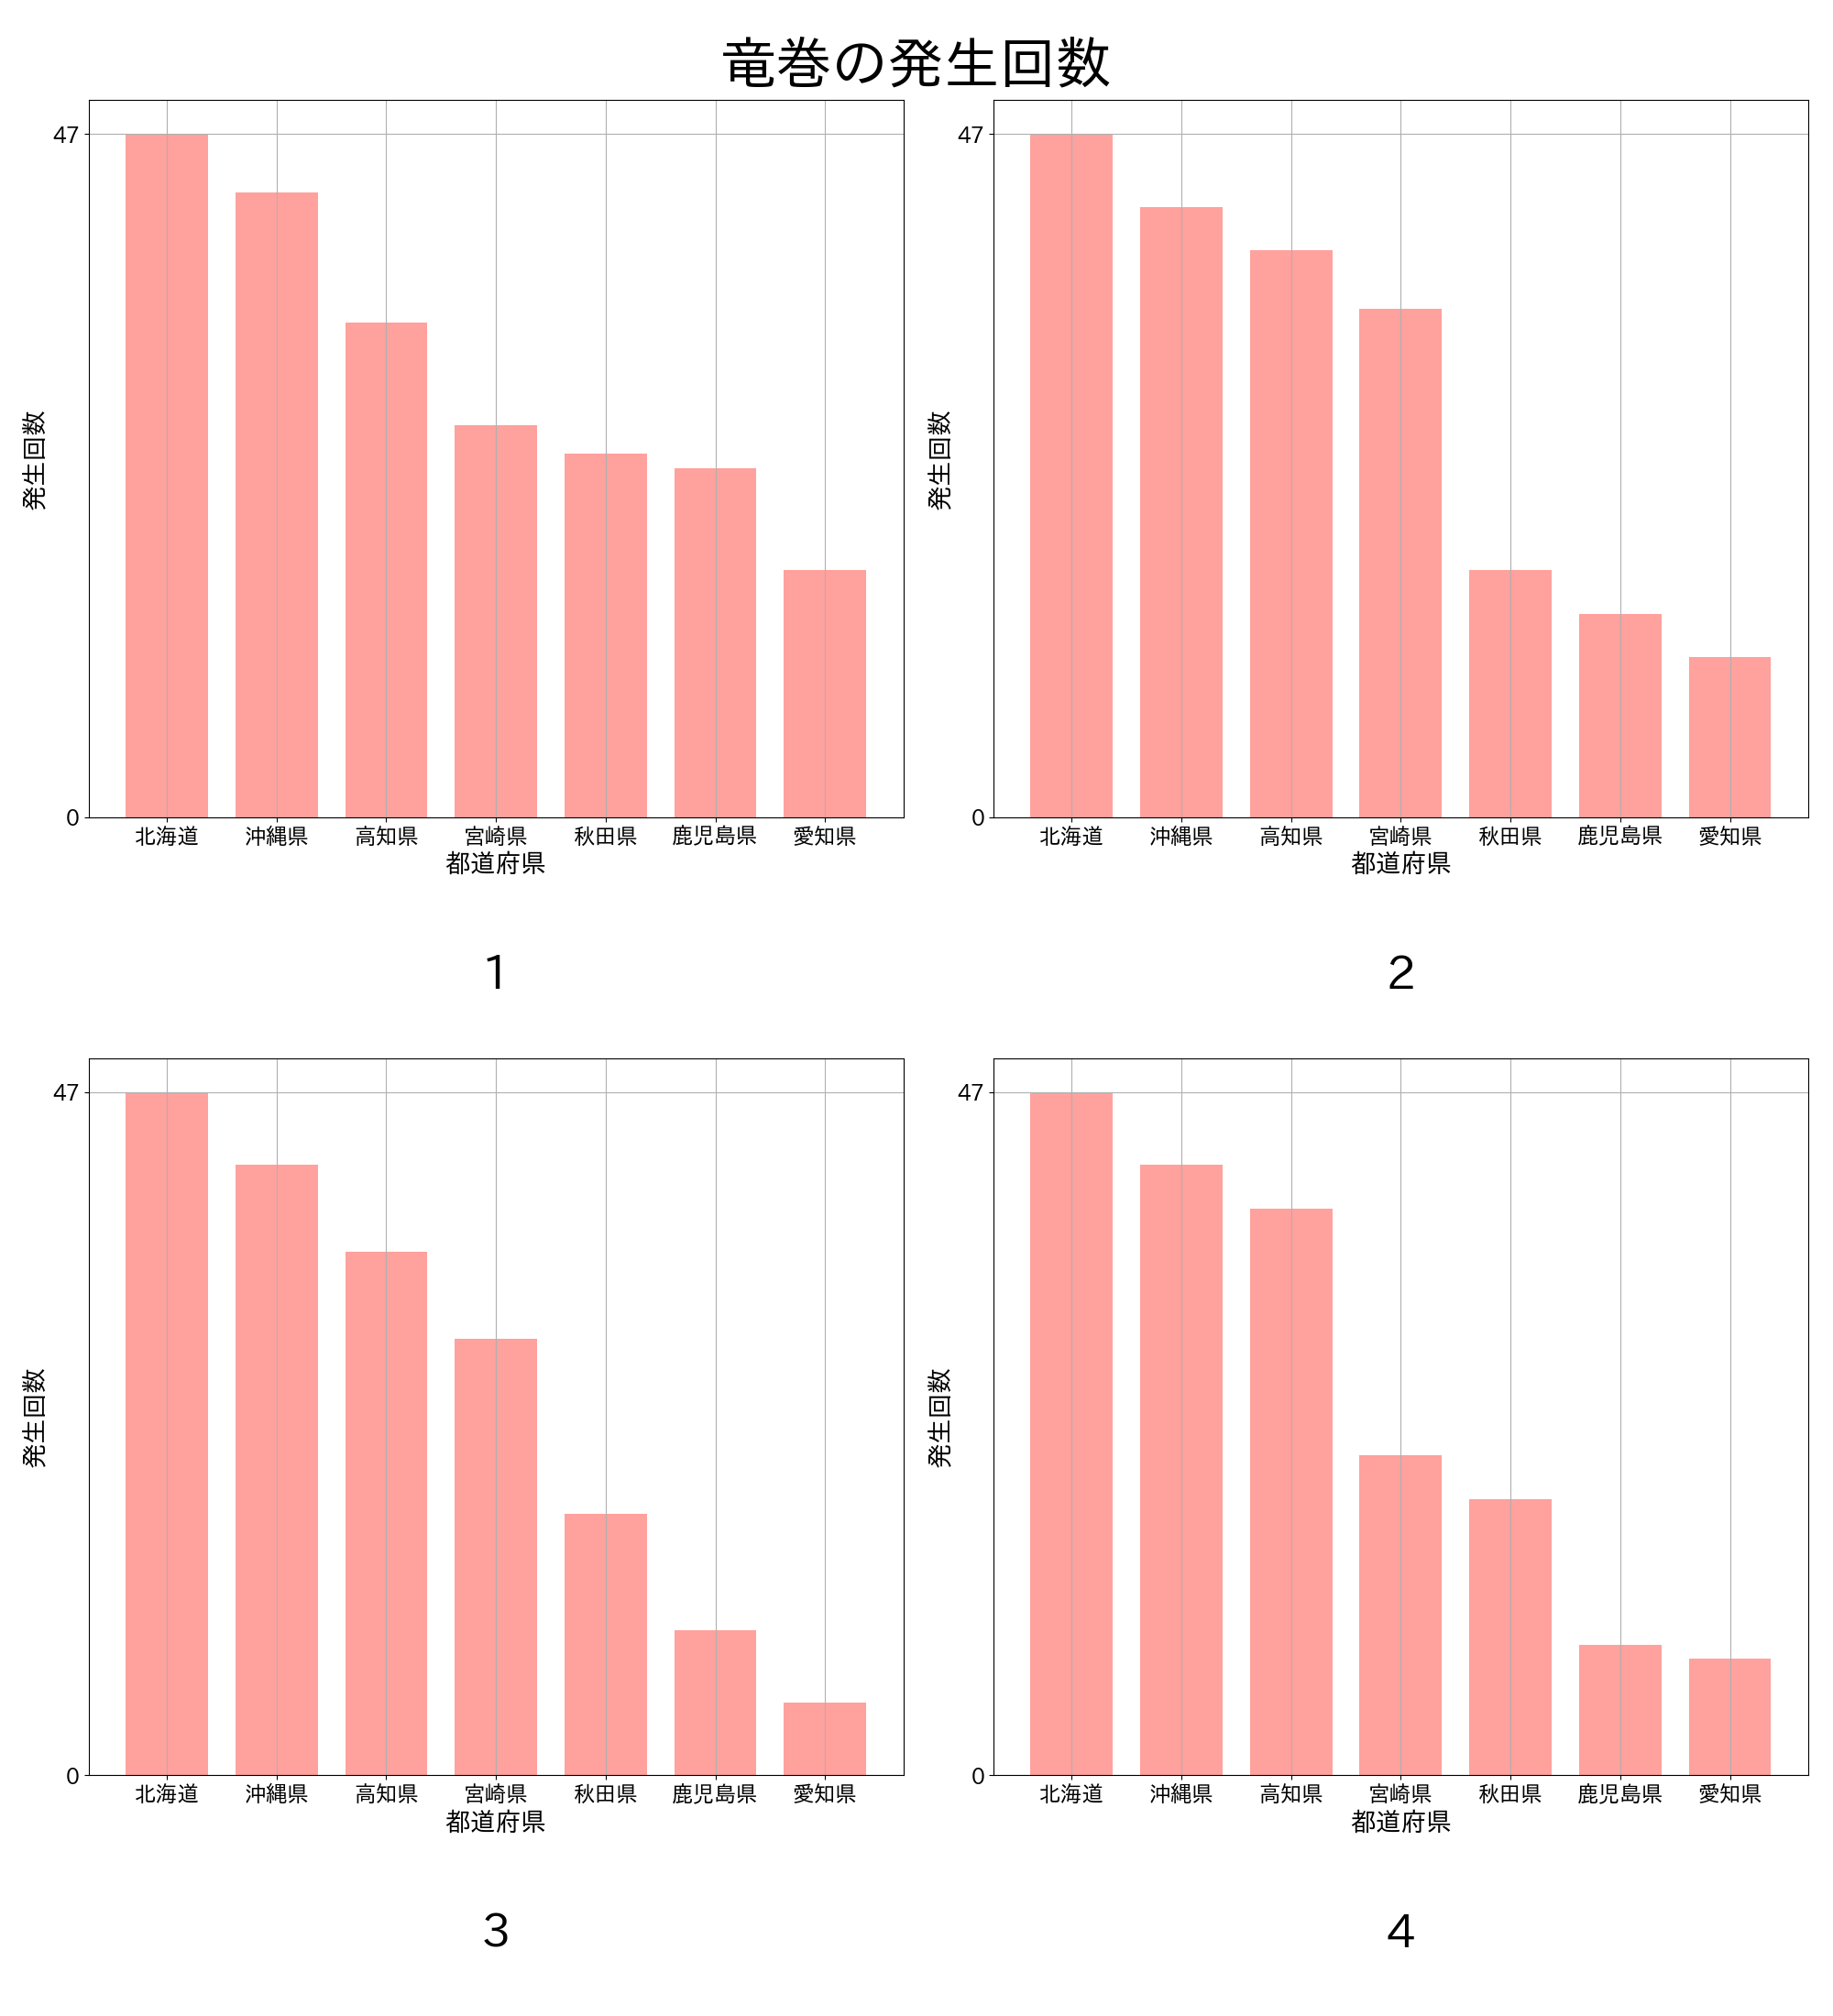 竜巻の発生回数
47
0
発生回数
北海道 沖縄県 高知県 宮崎県 秋田県 鹿児島県 愛知県
都道府県
1
47
0
発生回数
北海道 沖縄県 高知県 宮崎県 秋田県 鹿児島県 愛知県
都道府県
2
47
0
発生回数
北海道 沖縄県 高知県 宮崎県 秋田県 鹿児島県 愛知県
都道府県
3
47
0
発生回数
北海道 沖縄県 高知県 宮崎県 秋田県 鹿児島県 愛知県
都道府県
4